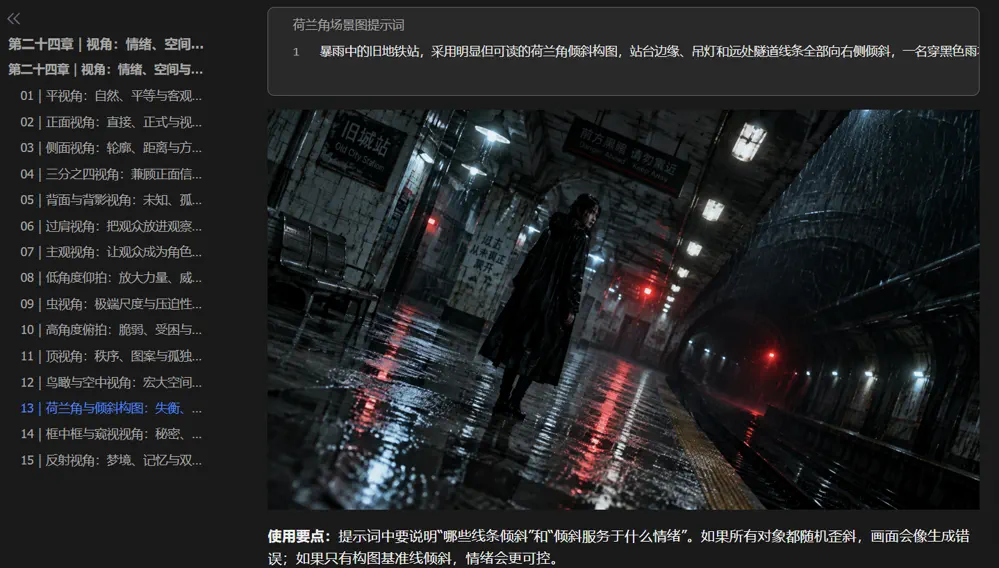 第二十四章 | 视角：情绪、空间...
第二十四章 | 视角：情绪、空间与...
01 | 平视角：自然、平等与客观...
02 | 正面视角：直接、正式与视...
03 | 侧面视角：轮廓、距离与方...
04 | 三分之四视角：兼顾正面信...
05 | 背面与背影视角：未知、孤...
06 | 过肩视角：把观众放进观察...
07 | 主观视角：让观众成为角色...
08 | 低角度仰拍：放大力量、威...
09 | 虫视角：极端尺度与压迫性...
10 | 高角度俯拍：脆弱、受困与...
11 | 顶视角：秩序、图案与孤独...
12 | 鸟瞰与空中视角：宏大空间...
13 | 荷兰角与倾斜构图：失衡、...
14 | 框中框与窥视视角：秘密、...
15 | 反射视角：梦境、记忆与双...
荷兰角场景图提示词
1 暴雨中的旧地铁站，采用明显但可读的荷兰角倾斜构图，站台边缘、吊灯和远处隧道线条全部向右侧倾斜，一名穿黑色雨
旧城站
Old City Station
前方 请勿靠近
从未真正
使用要点：提示词中要说明“哪些线条倾斜”和“倾斜服务于什么情绪”。如果所有对象都随机歪斜，画面会像生成错
误；如果只有构图基准线倾斜，情绪会更可控。